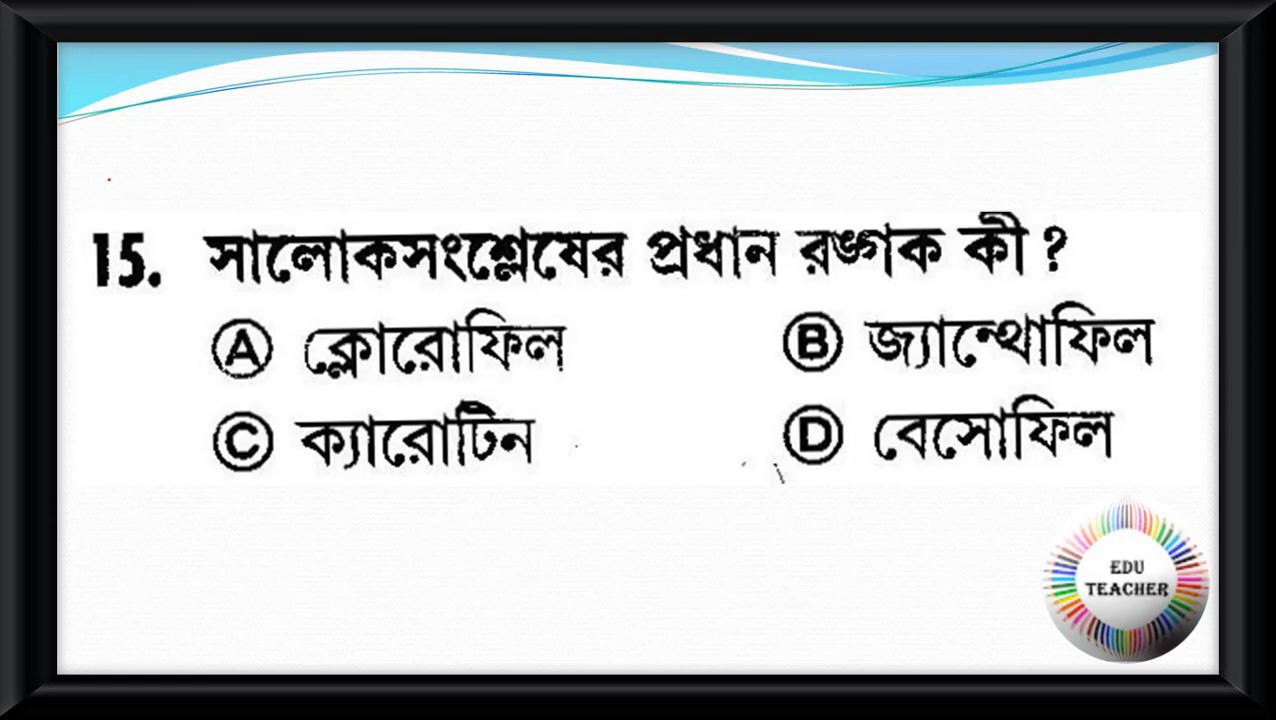 15. সালোকসংশ্লেষের প্রধান রঙ্গক কী ?
Ⓐ ক্লোরোফিল Ⓑ জ্যান্থোফিল
Ⓒ ক্যারোটিন Ⓓ বেসোফিল
EDU
TEACHER